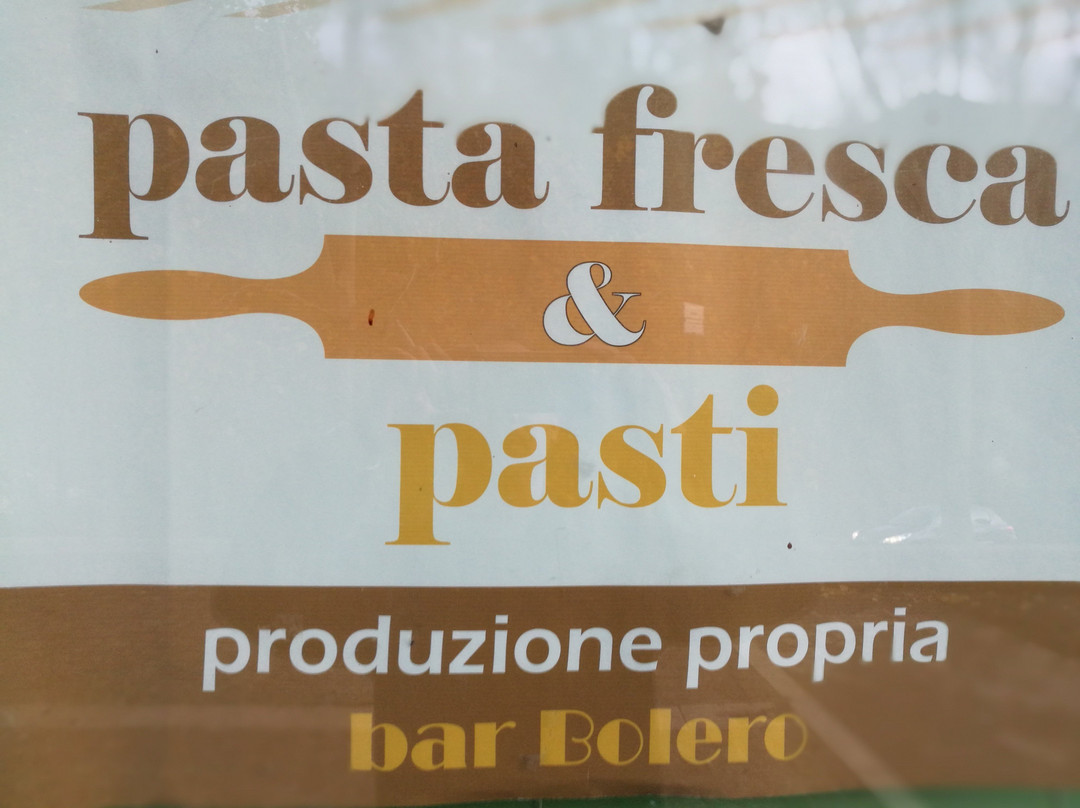 pasta fresca
&
pasti
produzione propria
bar Bolero